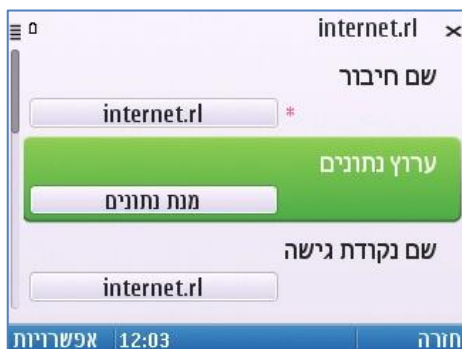 internet.rl
שם חיבור
internet.rl *
ערוץ נתונים
מנת נתונים
שם נקודת גישה
internet.rl
חזרה 12:03 אפשרויות